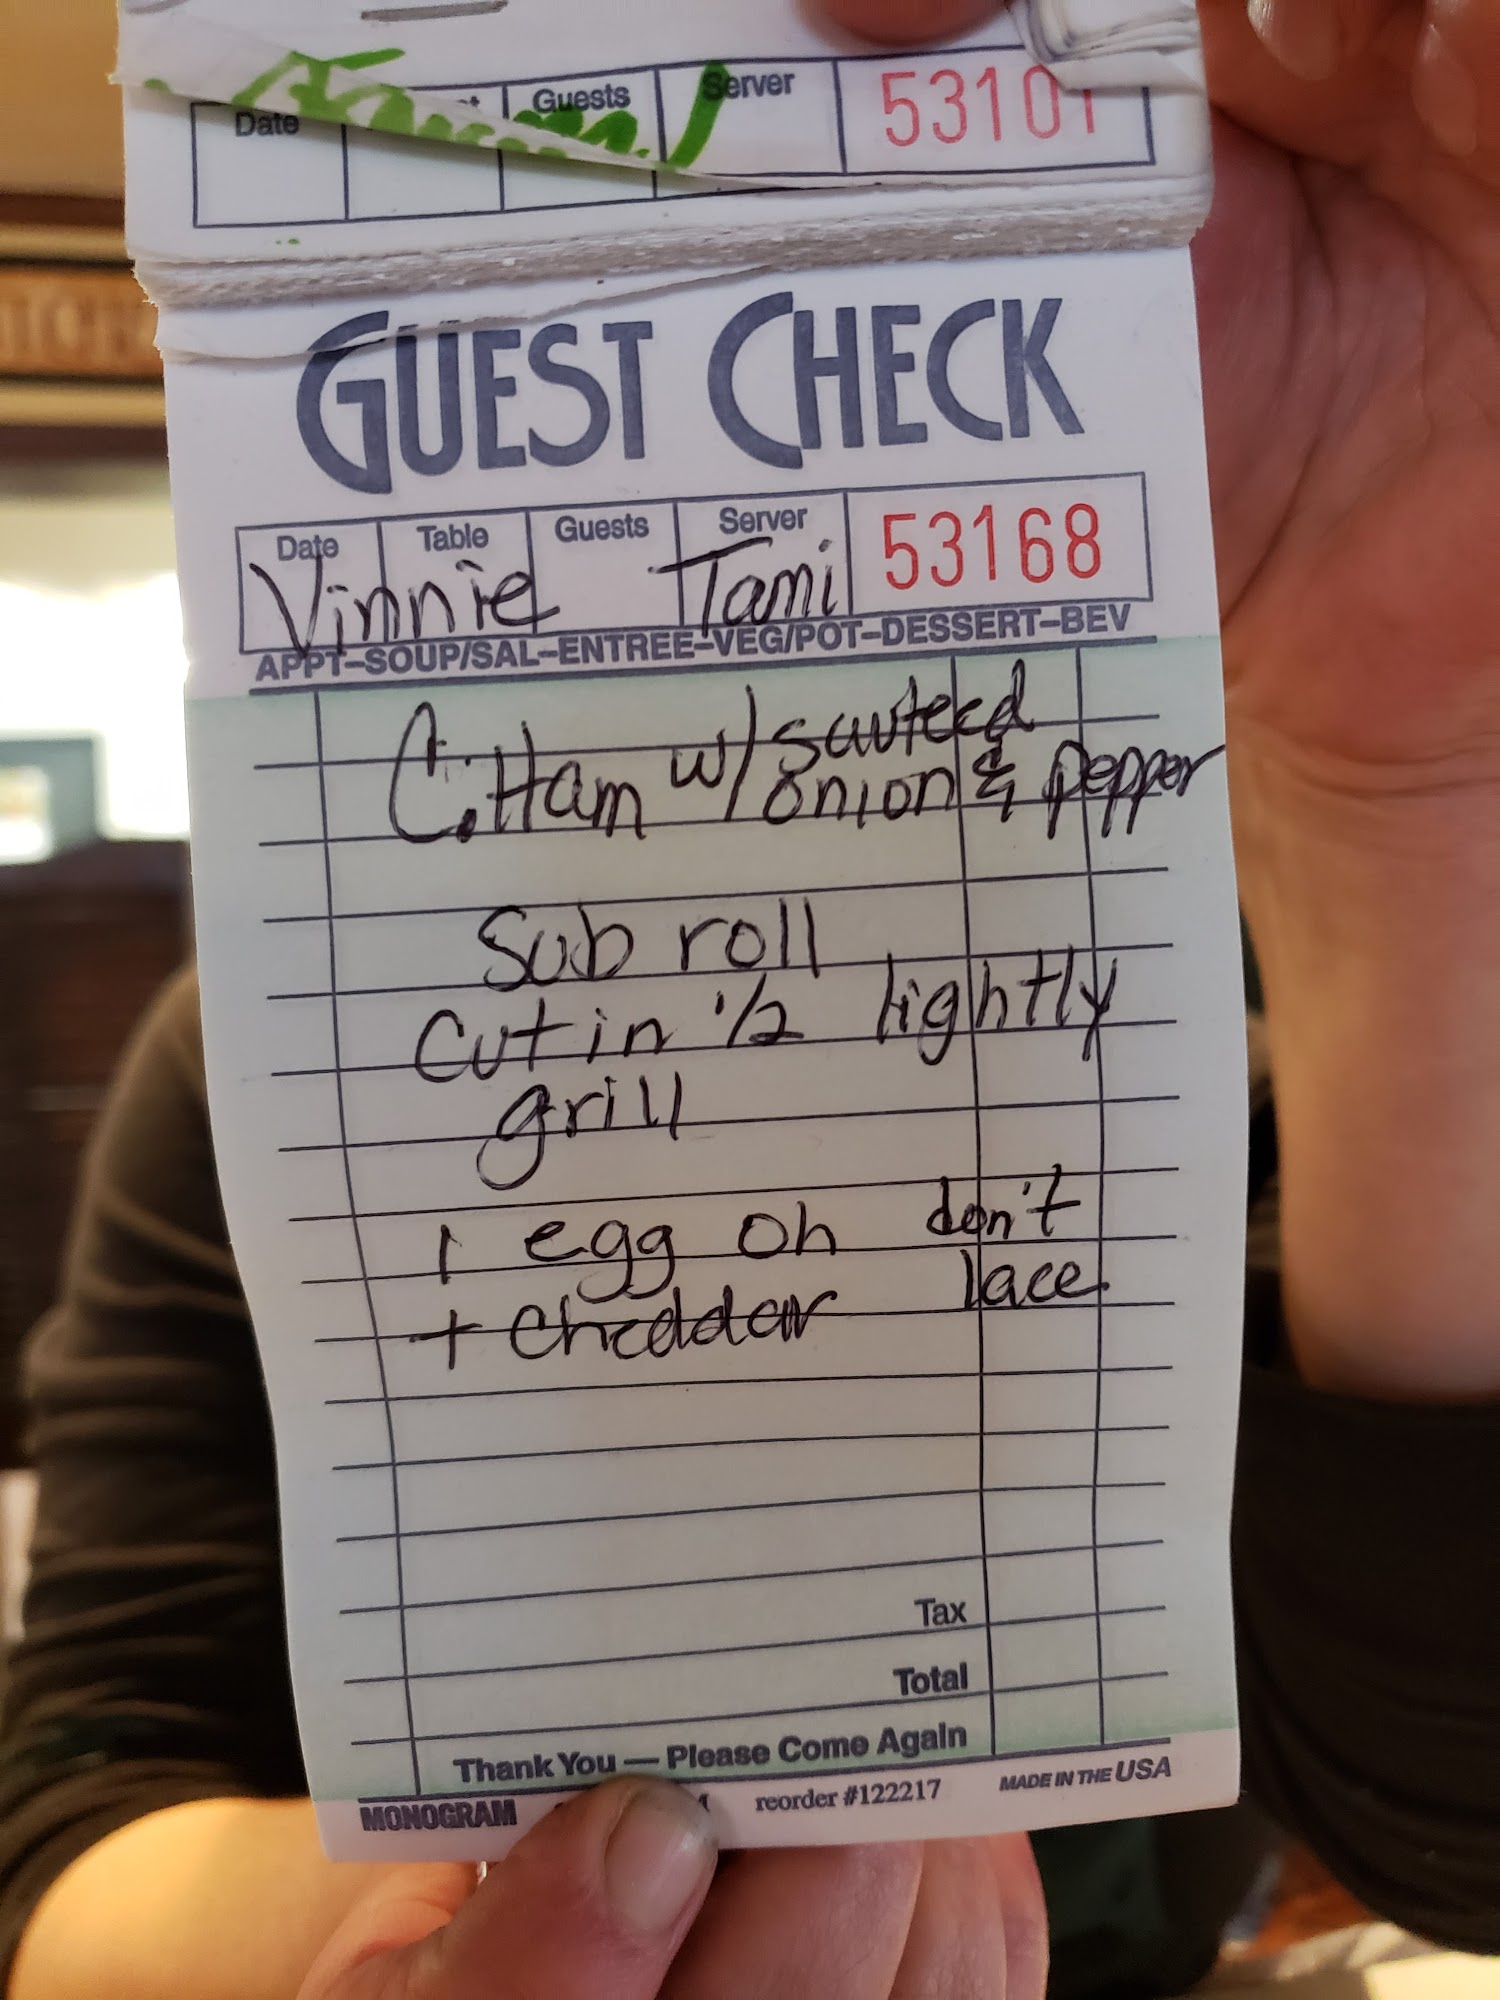 Date Guests Server 53101
GUEST CHECK
Date Table Guests Server 53168
Vinnie Tami
APPT–SOUP/SAL–ENTREE–VEG/POT–DESSERT–BEV
C. Ham w/ sauteed
onion & pepper
Sub roll
Cut in 1/2 lightly
grill
1 egg oh don't
+ cheddar lace
Tax
Total
Thank You — Please Come Again
MONOGRAM reorder #122217 MADE IN THE USA